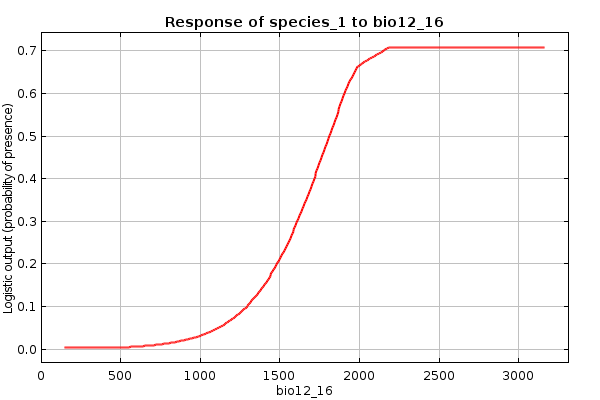 Response of species_1 to bio12_16
Logistic output (probability of presence)
0.7
0.6
0.5
0.4
0.3
0.2
0.1
0.0
0 500 1000 1500 2000 2500 3000
bio12_16